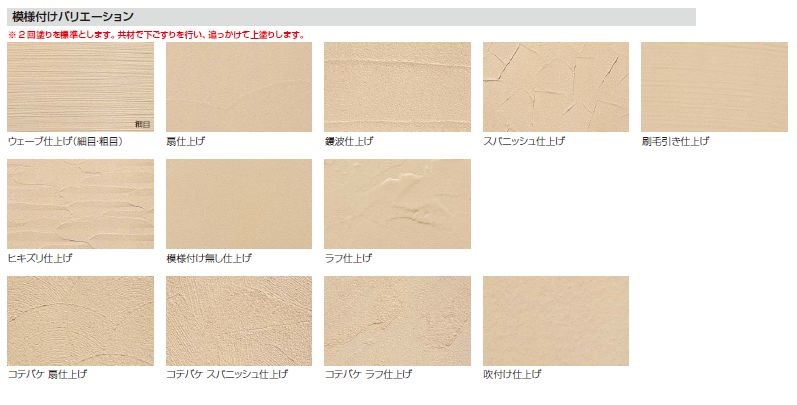 模様付けバリエーション
※２回塗りを標準とします。共材で下ごすりを行い、追っかけて上塗りします。
細目
ウェーブ仕上げ（細目・粗目）
扇仕上げ
鏝波仕上げ
スパニッシュ仕上げ
刷毛引き仕上げ
ヒキズリ仕上げ
模様付け無し仕上げ
ラフ仕上げ
コテバケ 扇仕上げ
コテバケ スパニッシュ仕上げ
コテバケ ラフ仕上げ
吹付け仕上げ